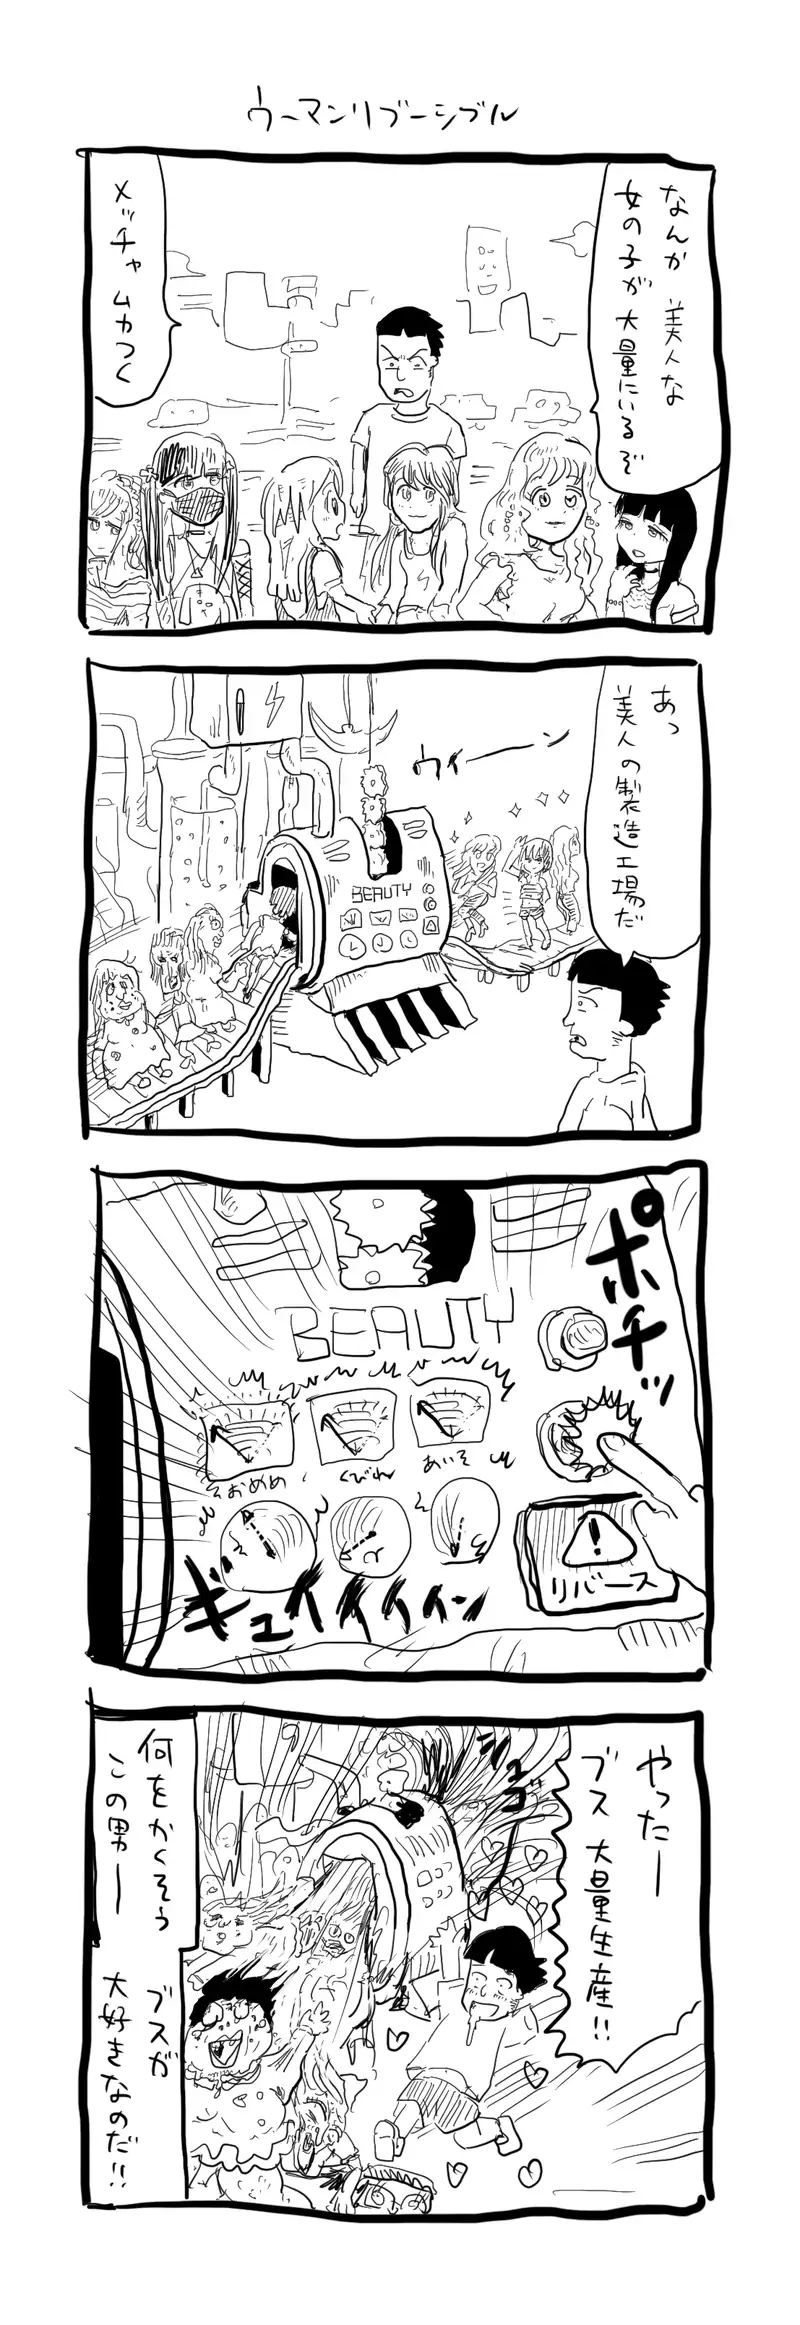 ウーマンリブーシブル
なんか美人な
女の子が大量にいるぞ
メッチャムカつく
あっ
美人の製造工場だ
ウィーーン
BEAUTY
ポチッ
BEAUTY
おめめ
くびれ
あいそ
!
リバース
ギュイイイイン
やったー
ブス大量生産!!
シュゴー
何をかくそう
この男ー
ブスが
大好きなのだ!!